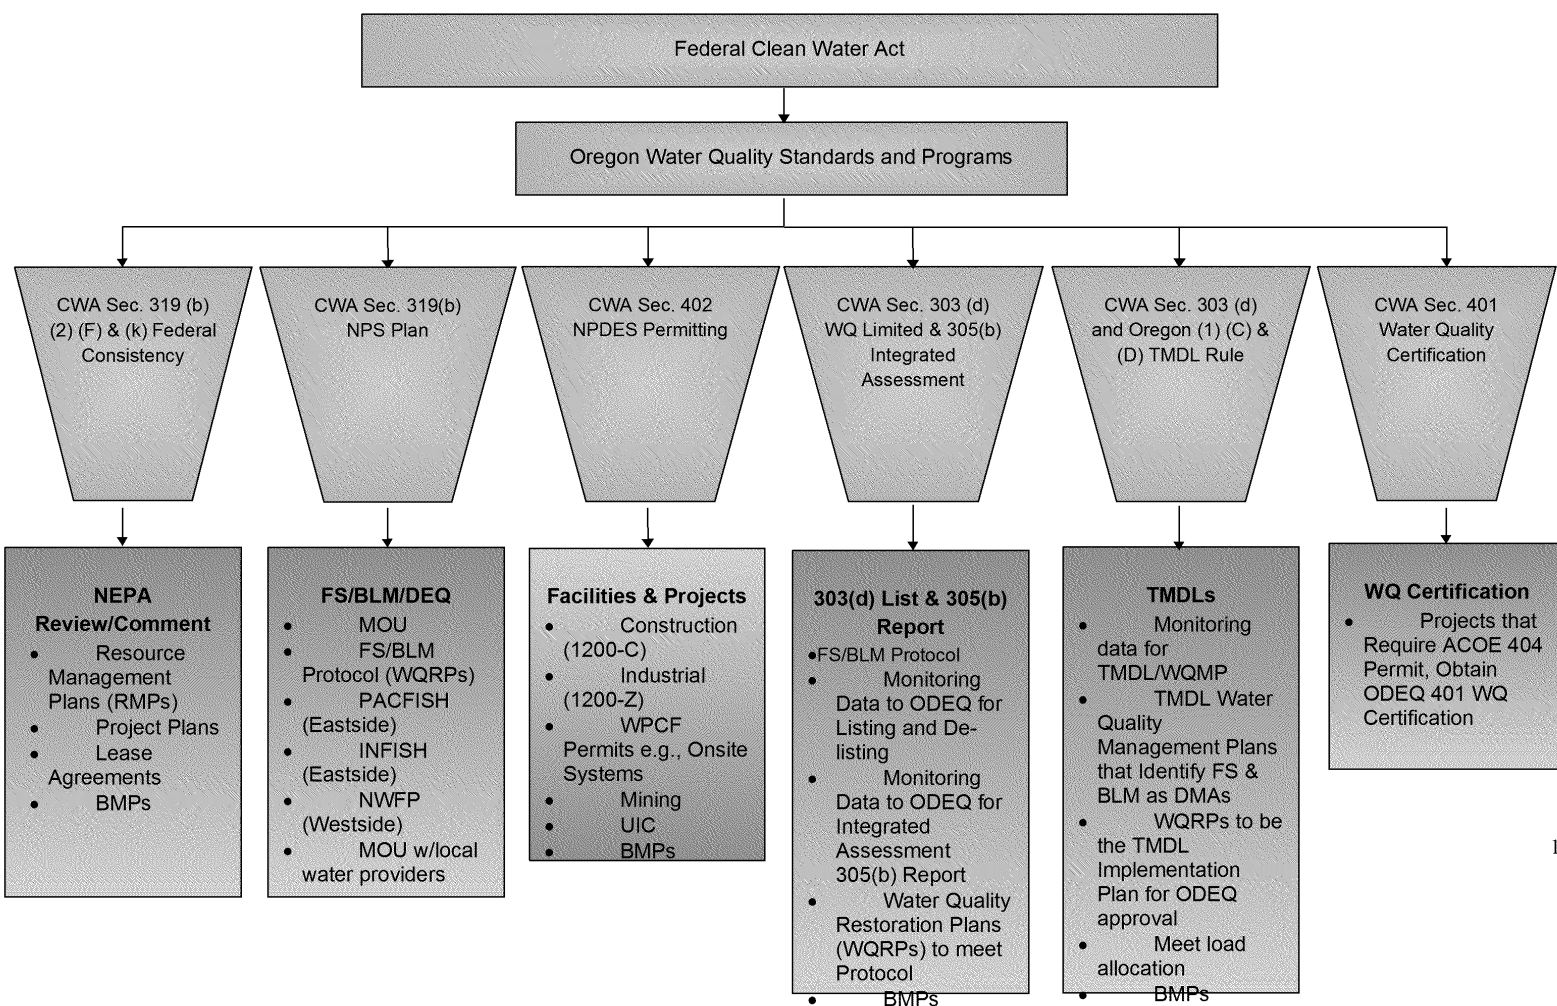 Federal Clean Water Act
Oregon Water Quality Standards and Programs
CWA Sec. 319 (b)
(2) (F) & (k) Federal
Consistency
CWA Sec. 319(b)
NPS Plan
CWA Sec. 402
NPDES Permitting
CWA Sec. 303 (d)
WQ Limited & 305(b)
Integrated
Assessment
CWA Sec. 303 (d)
and Oregon (1) (C) &
(D) TMDL Rule
CWA Sec. 401
Water Quality
Certification
NEPA
Review/Comment
• Resource
Management
Plans (RMPs)
• Project Plans
• Lease
Agreements
• BMPs
FS/BLM/DEQ
• MOU
• FS/BLM
Protocol (WQRPs)
• PACFISH
(Eastside)
• INFISH
(Eastside)
• NWFP
(Westside)
• MOU w/local
water providers
Facilities & Projects
• Construction
(1200-C)
• Industrial
(1200-Z)
• WPCF
Permits e.g., Onsite
Systems
• Mining
• UIC
• BMPs
303(d) List & 305(b)
Report
•FS/BLM Protocol
• Monitoring
Data to ODEQ for
Listing and De-
listing
• Monitoring
Data to ODEQ for
Integrated
Assessment
305(b) Report
• Water Quality
Restoration Plans
(WQRPs) to meet
Protocol
• BMPs
TMDLs
• Monitoring
data for
TMDL/WQMP
• TMDL Water
Quality
Management Plans
that Identify FS &
BLM as DMAs
• WQRPs to be
the TMDL
Implementation
Plan for ODEQ
approval
• Meet load
allocation
• BMPs
WQ Certification
• Projects that
Require ACOE 404
Permit, Obtain
ODEQ 401 WQ
Certification